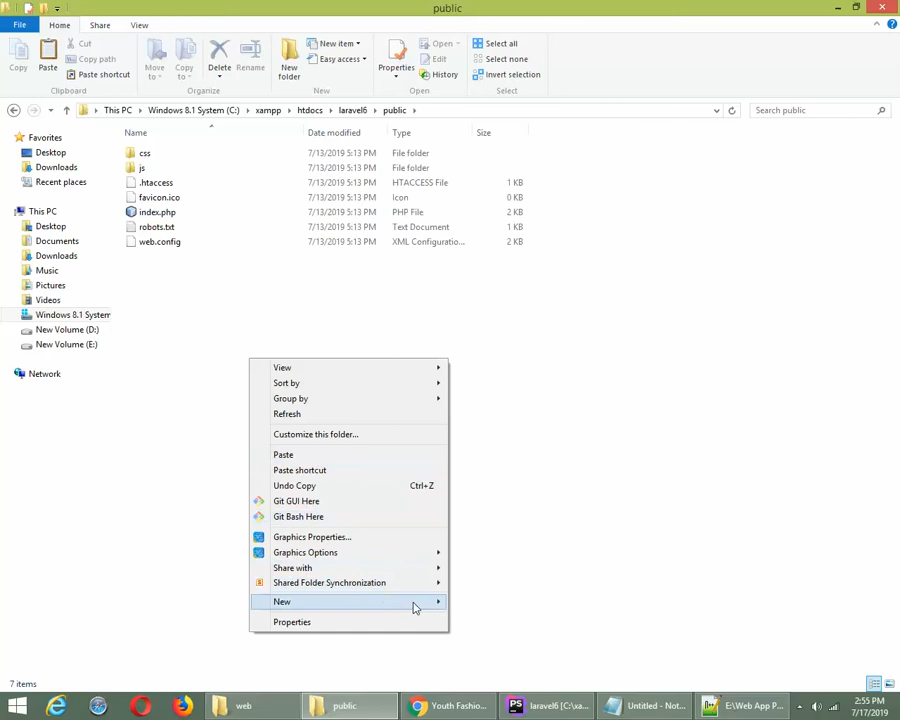 public
File Home Share View
Copy
Paste
Cut
Copy path
Paste shortcut
Clipboard
Move to
Copy to
Delete
Rename
Organize
New folder
New item
Easy access
New
Properties
Open
Edit
History
Open
Select all
Select none
Invert selection
Select
This PC Windows 8.1 System (C:) xampp htdocs laravel6 public
Search public
Favorites
Desktop
Downloads
Recent places
This PC
Desktop
Documents
Downloads
Music
Pictures
Videos
Windows 8.1 System
New Volume (D:)
New Volume (E:)
Network
Name Date modified Type Size
css 7/13/2019 5:13 PM File folder
js 7/13/2019 5:13 PM File folder
.htaccess 7/13/2019 5:13 PM HTACCESS File 1 KB
favicon.ico 7/13/2019 5:13 PM Icon 0 KB
index.php 7/13/2019 5:13 PM PHP File 2 KB
robots.txt 7/13/2019 5:13 PM Text Document 1 KB
web.config 7/13/2019 5:13 PM XML Configuratio... 2 KB
View
Sort by
Group by
Refresh
Customize this folder...
Paste
Paste shortcut
Undo Copy Ctrl+Z
Git GUI Here
Git Bash Here
Graphics Properties...
Graphics Options
Share with
Shared Folder Synchronization
New
Properties
7 items
web
public
Youth Fashio...
PS
laravel6 [C:\xa...
Untitled - Not...
E:\Web App P...
2:55 PM
7/17/2019